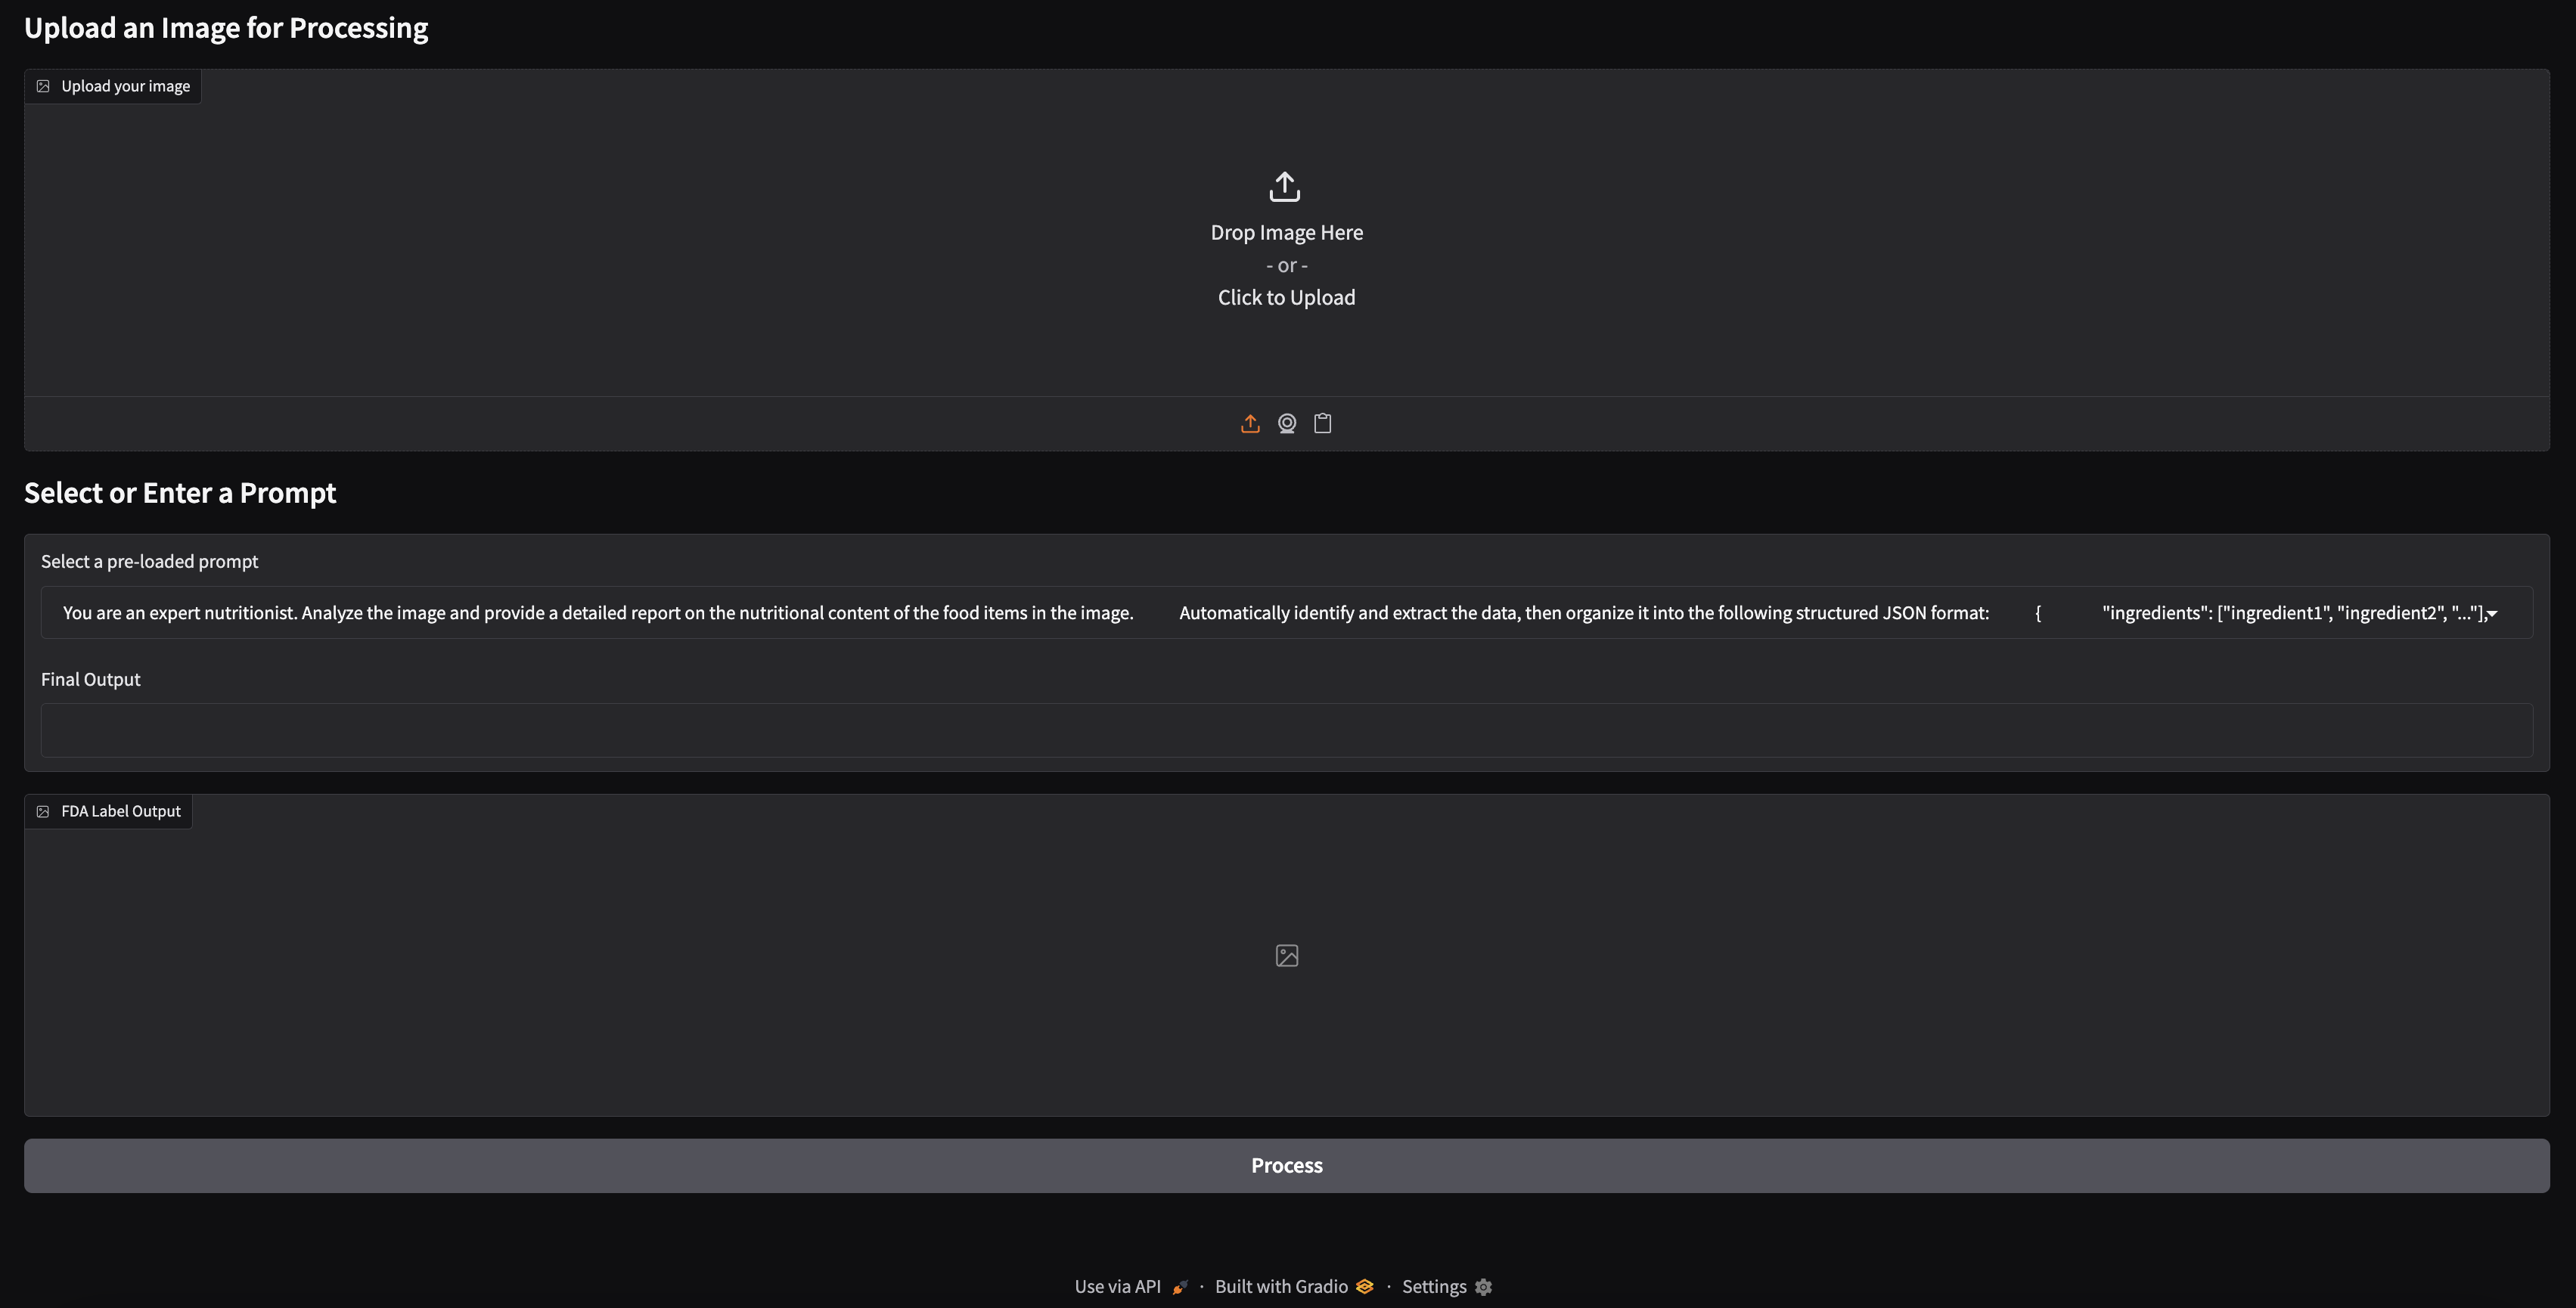 Upload an Image for Processing
Upload your image
Drop Image Here
- or -
Click to Upload
Select or Enter a Prompt
Select a pre-loaded prompt
You are an expert nutritionist. Analyze the image and provide a detailed report on the nutritional content of the food items in the image. Automatically identify and extract the data, then organize it into the following structured JSON format: { "ingredients": ["ingredient1", "ingredient2", "..."],
Final Output
FDA Label Output
Process
Use via API · Built with Gradio · Settings